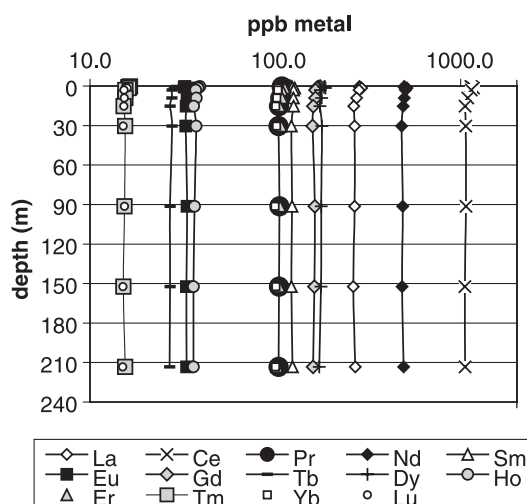 ppb metal
10.0 100.0 1000.0
0
30
60
90
120
150
180
210
240
depth (m)
La Ce Pr Nd Sm
Eu Gd Tb Dy Ho
Er Tm Yb Lu